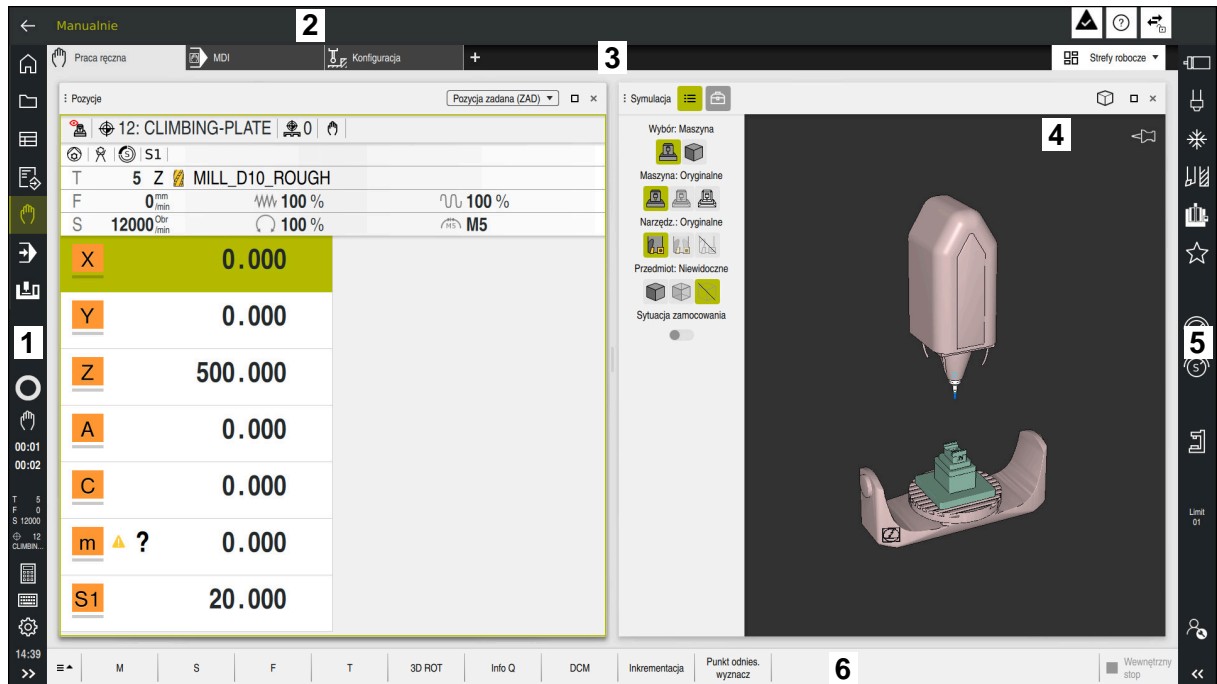 Manualnie
2
Praca ręczna
MDI
Konfiguracja
+
3
Strefy robocze
Pozycje
Pozycja zadana (ZAD)
Symulacja
12: CLIMBING-PLATE 0
S1
T 5 Z MILL_D10_ROUGH
F 0 mm/min 100 % 100 %
S 12000 Obr/min 100 % M5
X 0.000
Y 0.000
Z 500.000
A 0.000
C 0.000
m ? 0.000
S1 20.000
Wybór: Maszyna
Maszyna: Oryginalne
Narzędz.: Oryginalne
Przedmiot: Niewidoczne
Sytuacja zamocowania
4
1
00:01
00:02
T 5
F 0
S 12000
12
CLIMBIN...
14:39
5
S
Limit
01
M
S
F
T
3D ROT
Info Q
DCM
Inkrementacja
Punkt odnies.
wyznacz
6
Wewnętrzny
stop